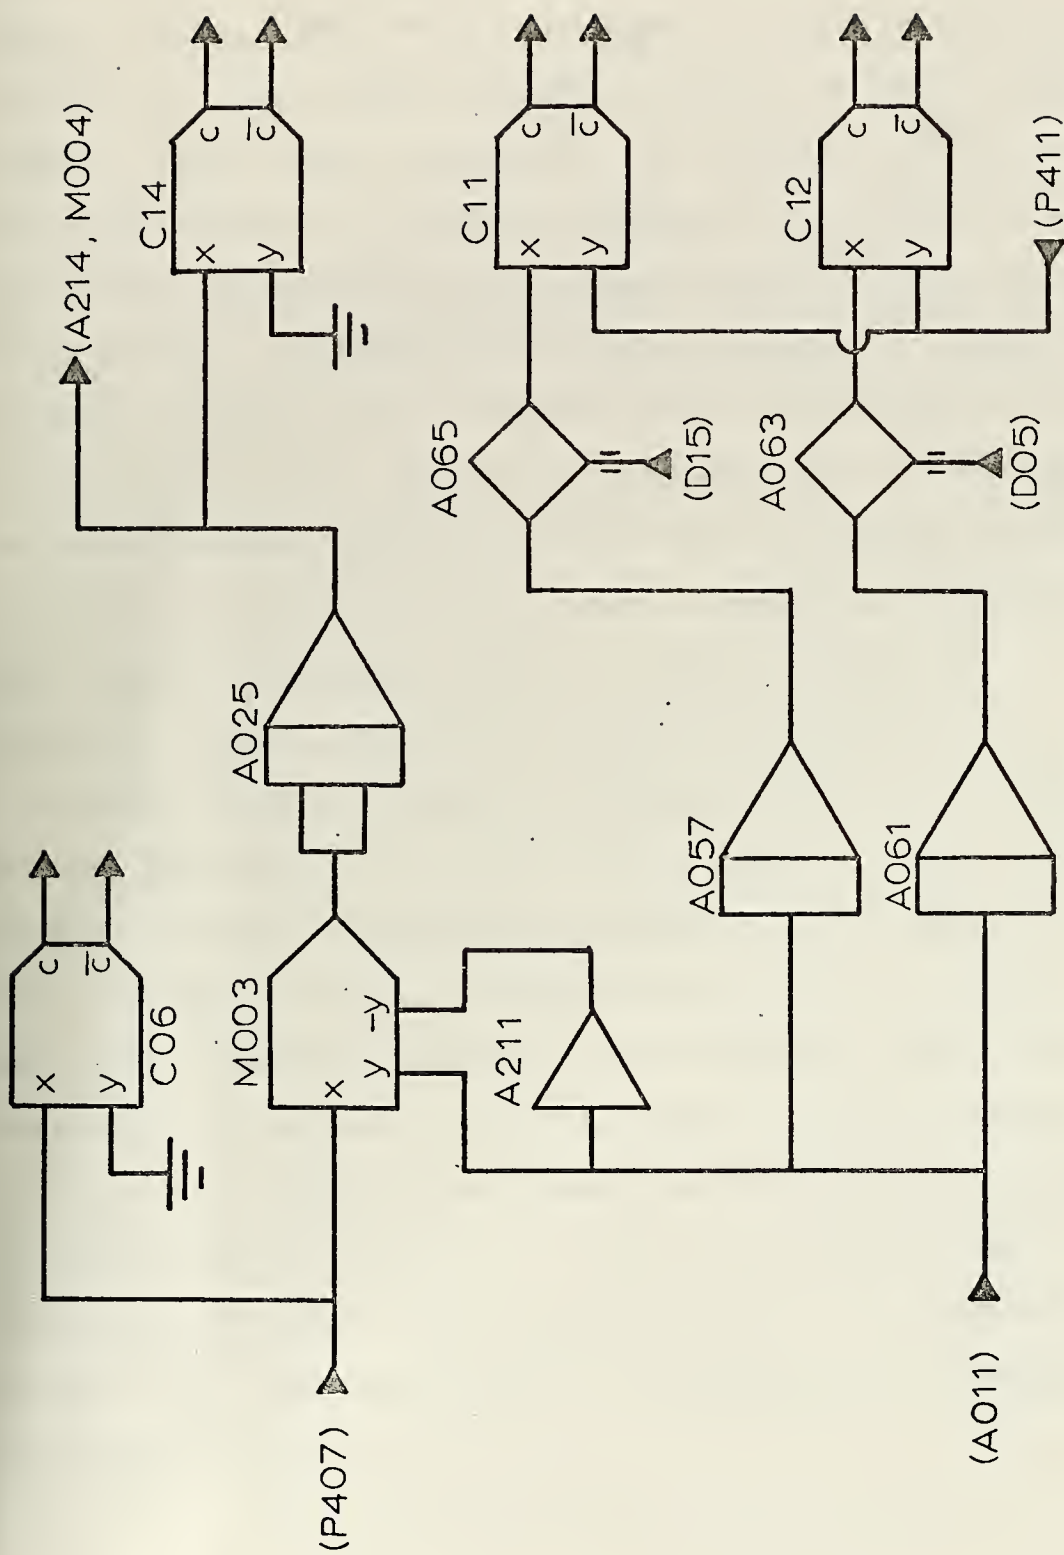 (A214, M004)
C14
x
y
c
c̄
C11
x
y
c
c̄
C12
x
y
c
c̄
(P411)
A065
(D15)
A063
(D05)
A025
C06
x
y
c
c̄
M003
x
y
-y
A211
A057
A061
(P407)
(A011)